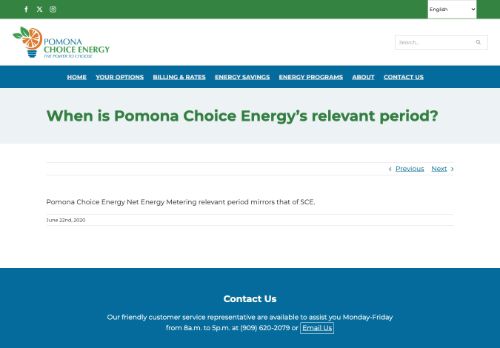 English
POMONA
CHOICE ENERGY
THE POWER TO CHOOSE
Search...
HOME YOUR OPTIONS BILLING & RATES ENERGY SAVINGS ENERGY PROGRAMS ABOUT CONTACT US
When is Pomona Choice Energy’s relevant period?
Previous Next
Pomona Choice Energy Net Energy Metering relevant period mirrors that of SCE.
June 22nd, 2020
Contact Us
Our friendly customer service representative are available to assist you Monday-Friday
from 8a.m. to 5p.m. at (909) 620-2079 or Email Us